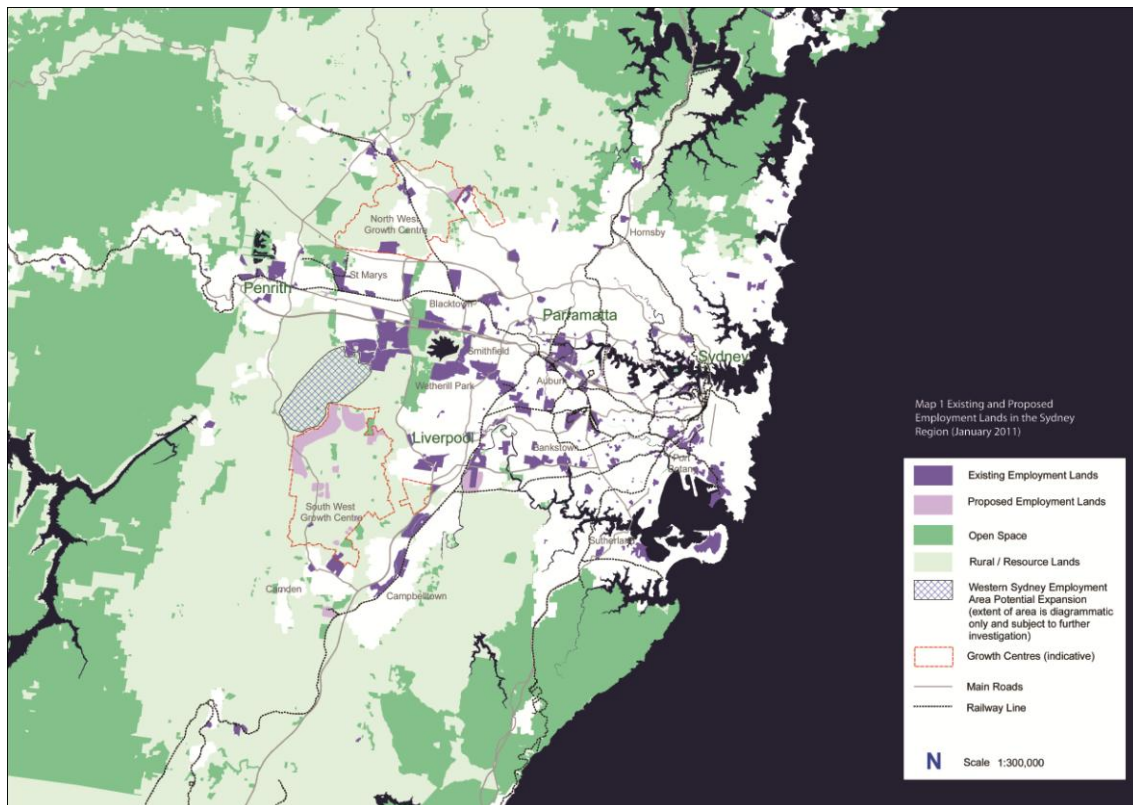 Hornsby
North West
Growth Centre
St Marys
Penrith
Blacktown
Parramatta
Smithfield
Sydney
Wetherill Park
Auburn
Liverpool
Bankstown
Port
Botany
South West
Growth Centre
Sutherland
Camden
Campbelltown
Map 1 Existing and Proposed
Employment Lands in the Sydney
Region (January 2011)
Existing Employment Lands
Proposed Employment Lands
Open Space
Rural / Resource Lands
Western Sydney Employment
Area Potential Expansion
(extent of area is diagrammatic
only and subject to further
investigation)
Growth Centres (indicative)
Main Roads
Railway Line
N Scale 1:300,000